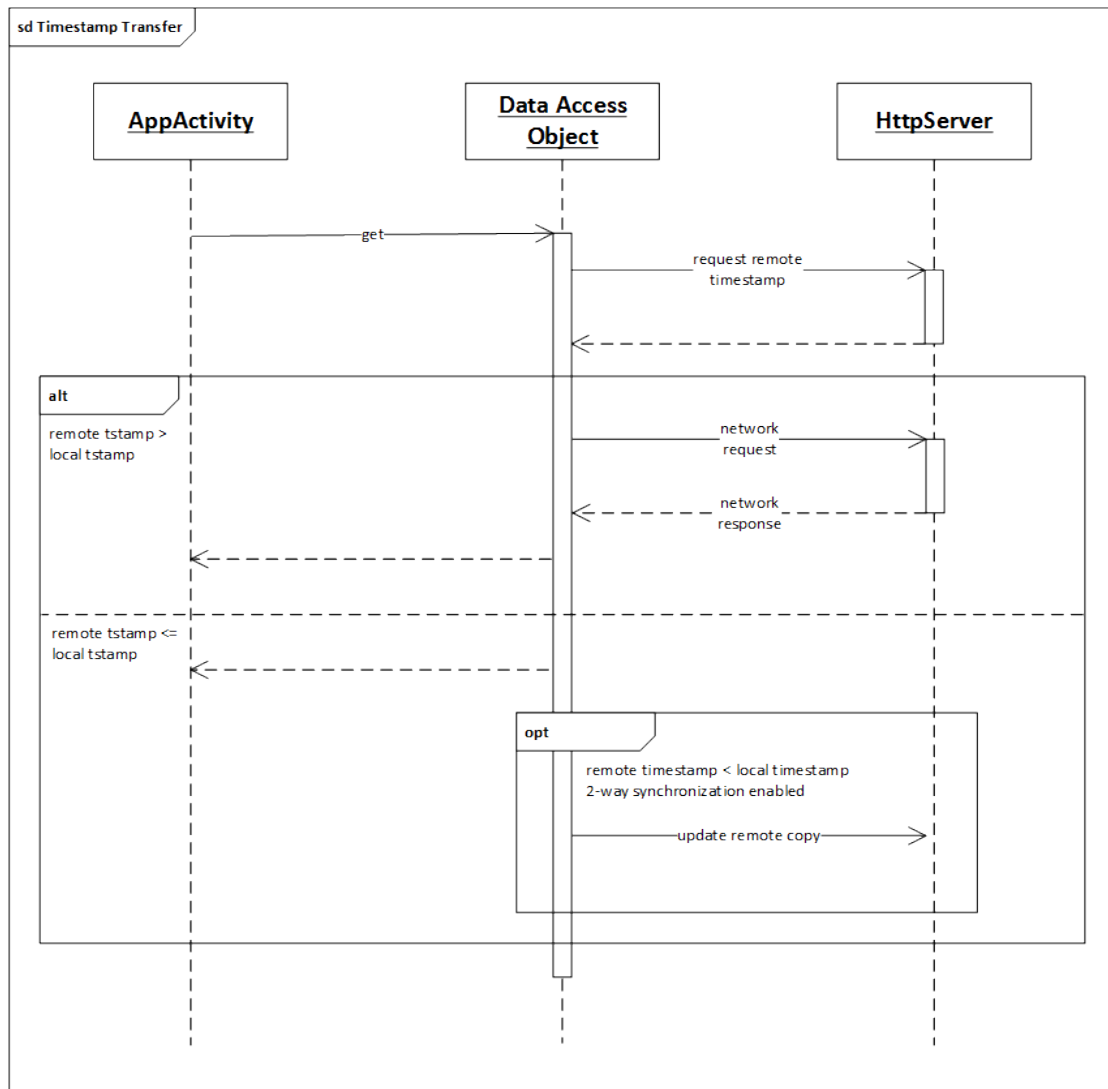 sd Timestamp Transfer
AppActivity
Data Access
Object
HttpServer
get
request remote
timestamp
alt
remote tstamp >
local tstamp
network
request
network
response
remote tstamp <=
local tstamp
opt
remote timestamp < local timestamp
2-way synchronization enabled
update remote copy